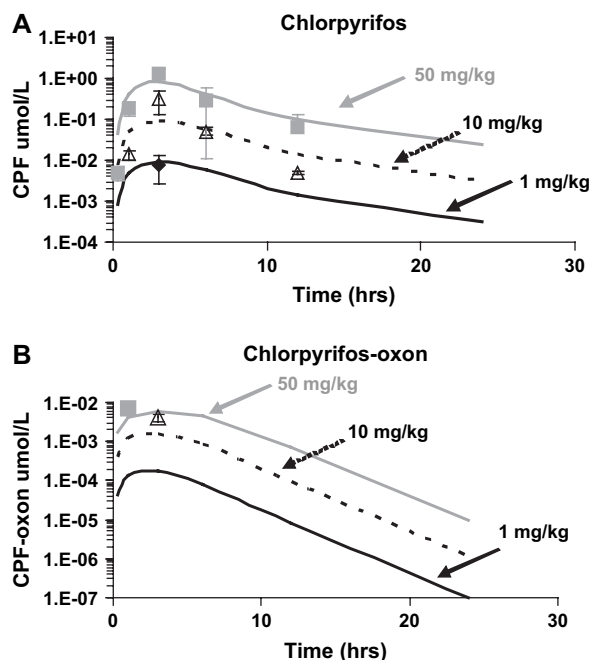 A
Chlorpyrifos
CPF umol/L
1.E+01
1.E+00
1.E-01
1.E-02
1.E-03
1.E-04
50 mg/kg
10 mg/kg
1 mg/kg
0
10
20
30
Time (hrs)
B
Chlorpyrifos-oxon
CPF-oxon umol/L
1.E-02
1.E-03
1.E-04
1.E-05
1.E-06
1.E-07
50 mg/kg
10 mg/kg
1 mg/kg
0
10
20
30
Time (hrs)